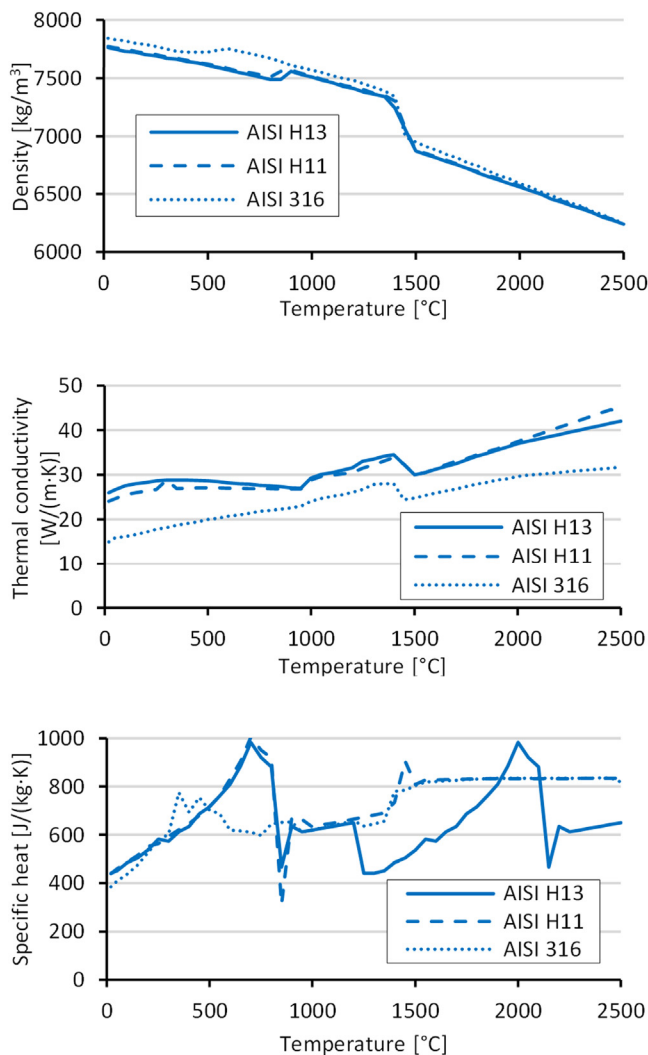 8000
7500
7000
6500
6000
Density [kg/m³]
AISI H13
AISI H11
AISI 316
0 500 1000 1500 2000 2500
Temperature [°C]
50
40
30
20
10
0
Thermal conductivity
[W/(m·K)]
AISI H13
AISI H11
AISI 316
0 500 1000 1500 2000 2500
Temperature [°C]
1000
800
600
400
200
0
Specific heat [J/(kg·K)]
AISI H13
AISI H11
AISI 316
0 500 1000 1500 2000 2500
Temperature [°C]